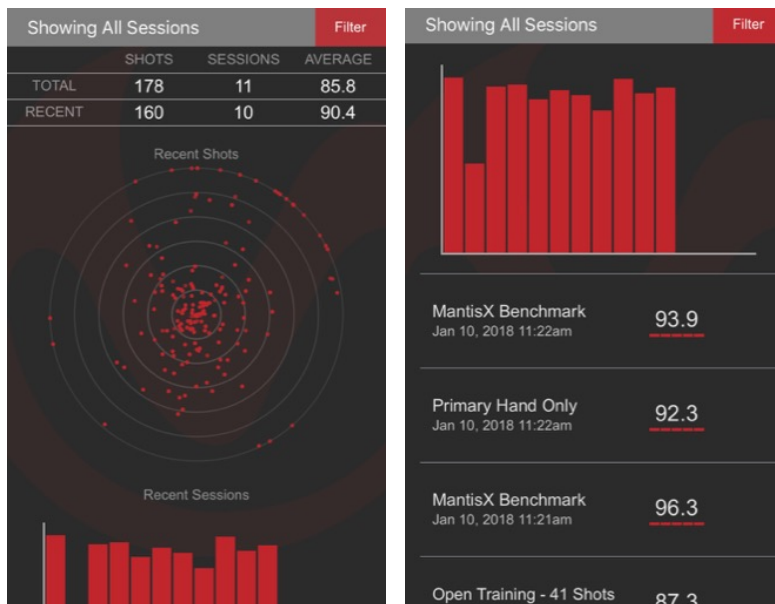 Showing All Sessions Filter
SHOTS SESSIONS AVERAGE
TOTAL 178 11 85.8
RECENT 160 10 90.4
Recent Shots
Recent Sessions
Showing All Sessions Filter
MantisX Benchmark
Jan 10, 2018 11:22am
93.9
Primary Hand Only
Jan 10, 2018 11:22am
92.3
MantisX Benchmark
Jan 10, 2018 11:21am
96.3
Open Training - 41 Shots
87.3